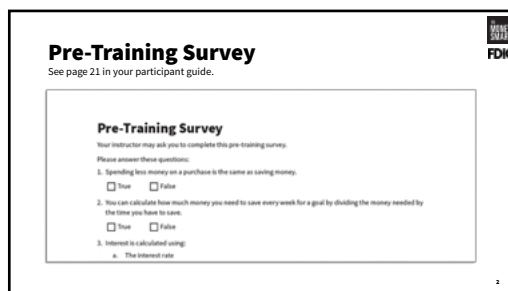 MONEY
SMART
FDIC
Pre-Training Survey
See page 21 in your participant guide.
Pre-Training Survey
Your instructor may ask you to complete this pre-training survey.
Please answer these questions:
1. Spending less money on a purchase is the same as saving money.
True False
2. You can calculate how much money you need to save every week for a goal by dividing the money needed by
the time you have to save.
True False
3. Interest is calculated using:
a. The interest rate
2